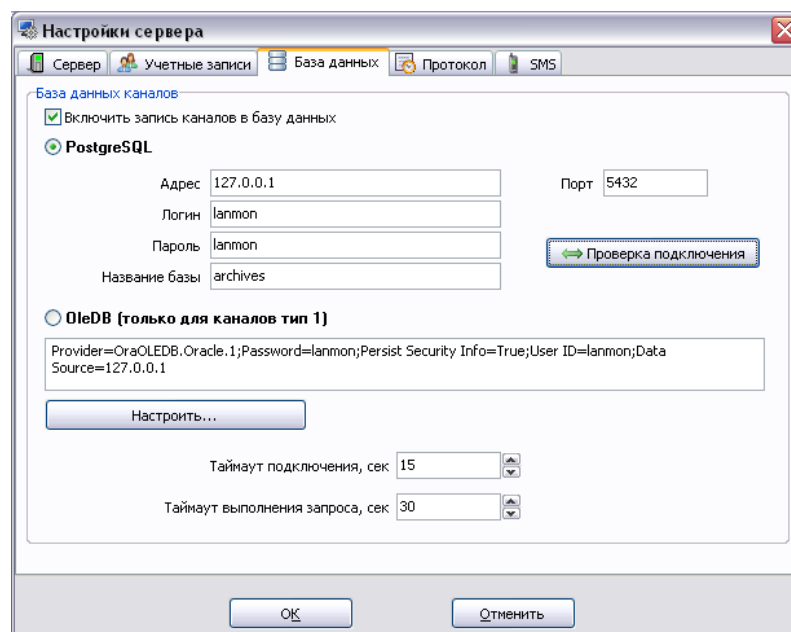 Настройки сервера
Сервер
Учетные записи
База данных
Протокол
SMS
База данных каналов
Включить запись каналов в базу данных
PostgreSQL
Адрес 127.0.0.1 Порт 5432
Логин lanmon
Пароль lanmon Проверка подключения
Название базы archives
OleDB (только для каналов тип 1)
Provider=OraOLEDB.Oracle.1;Password=lanmon;Persist Security Info=True;User ID=lanmon;Data
Source=127.0.0.1
Настроить...
Таймаут подключения, сек 15
Таймаут выполнения запроса, сек 30
OK Отменить